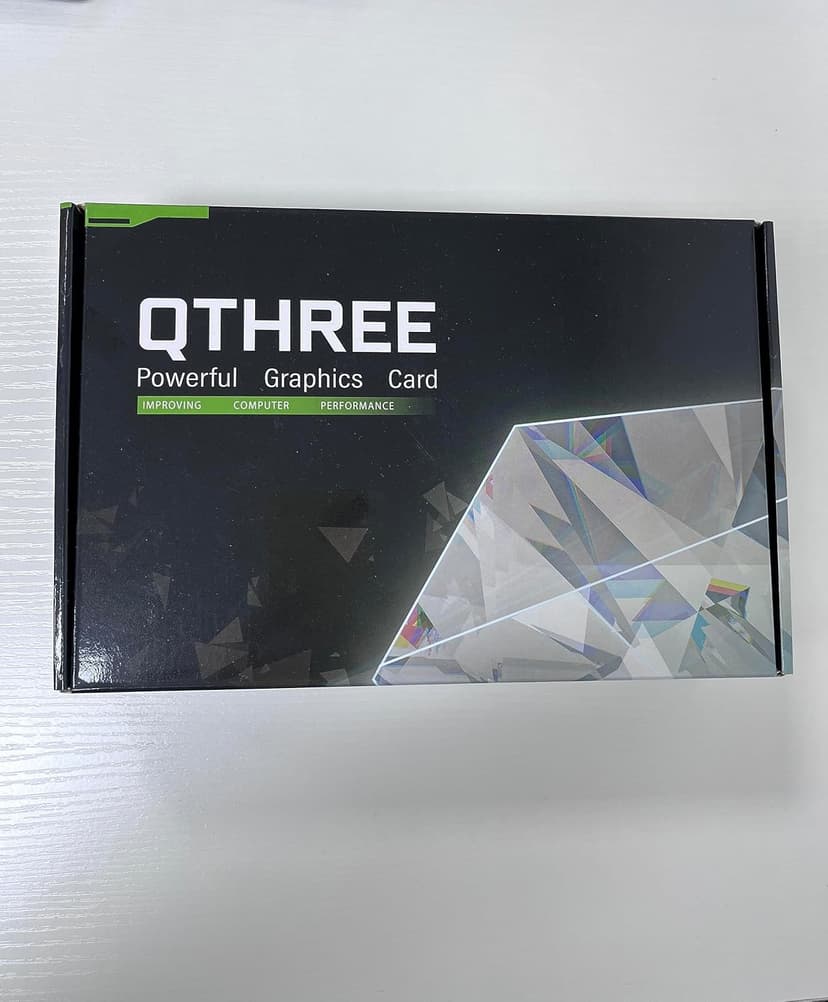 QTHREE
Powerful Graphics Card
IMPROVING COMPUTER PERFORMANCE